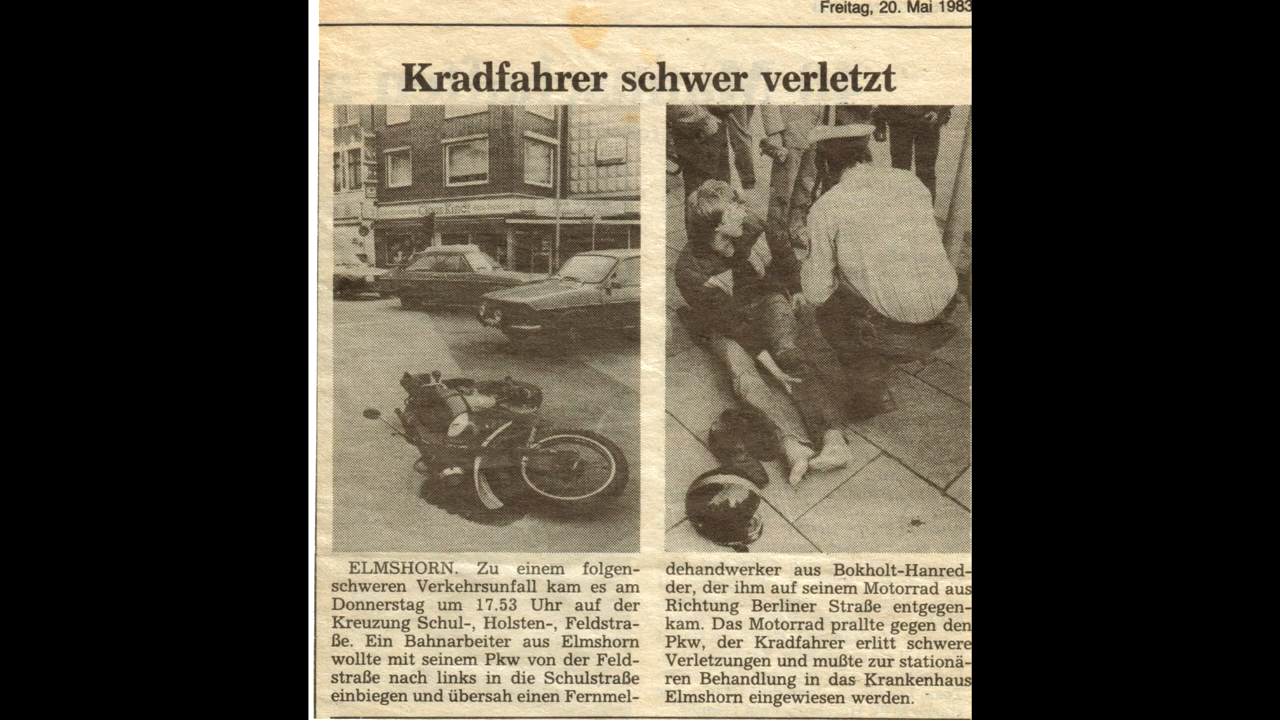 Freitag, 20. Mai 1983
Kradfahrer schwer verletzt
ELMSHORN. Zu einem folgen-
schweren Verkehrsunfall kam es am
Donnerstag um 17.53 Uhr auf der
Kreuzung Schul-, Holsten-, Feldstra-
ße. Ein Bahnarbeiter aus Elmshorn
wollte mit seinem Pkw von der Feld-
straße nach links in die Schulstraße
einbiegen und übersah einen Fernmel-
dehandwerker aus Bokholt-Hanred-
der, der ihm auf seinem Motorrad aus
Richtung Berliner Straße entgegen-
kam. Das Motorrad prallte gegen den
Pkw, der Kradfahrer erlitt schwere
Verletzungen und mußte zur stationä-
ren Behandlung in das Krankenhaus
Elmshorn eingewiesen werden.